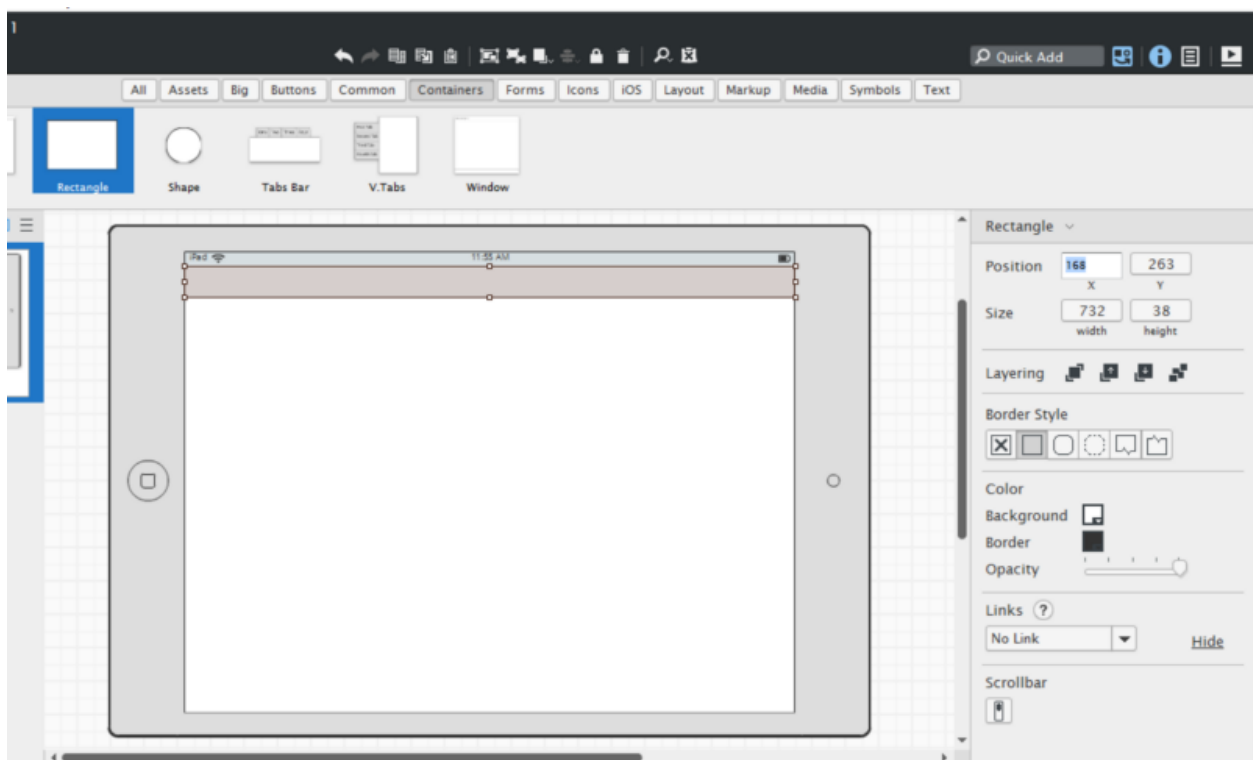 1
Quick Add
All Assets Big Buttons Common Containers Forms Icons iOS Layout Markup Media Symbols Text
Rectangle Shape Tabs Bar V.Tabs Window
Rectangle
iPad 11:55 AM
Position 168 263
X Y
Size 732 38
width height
Layering
Border Style
Color
Background
Border
Opacity
Links ?
No Link Hide
Scrollbar